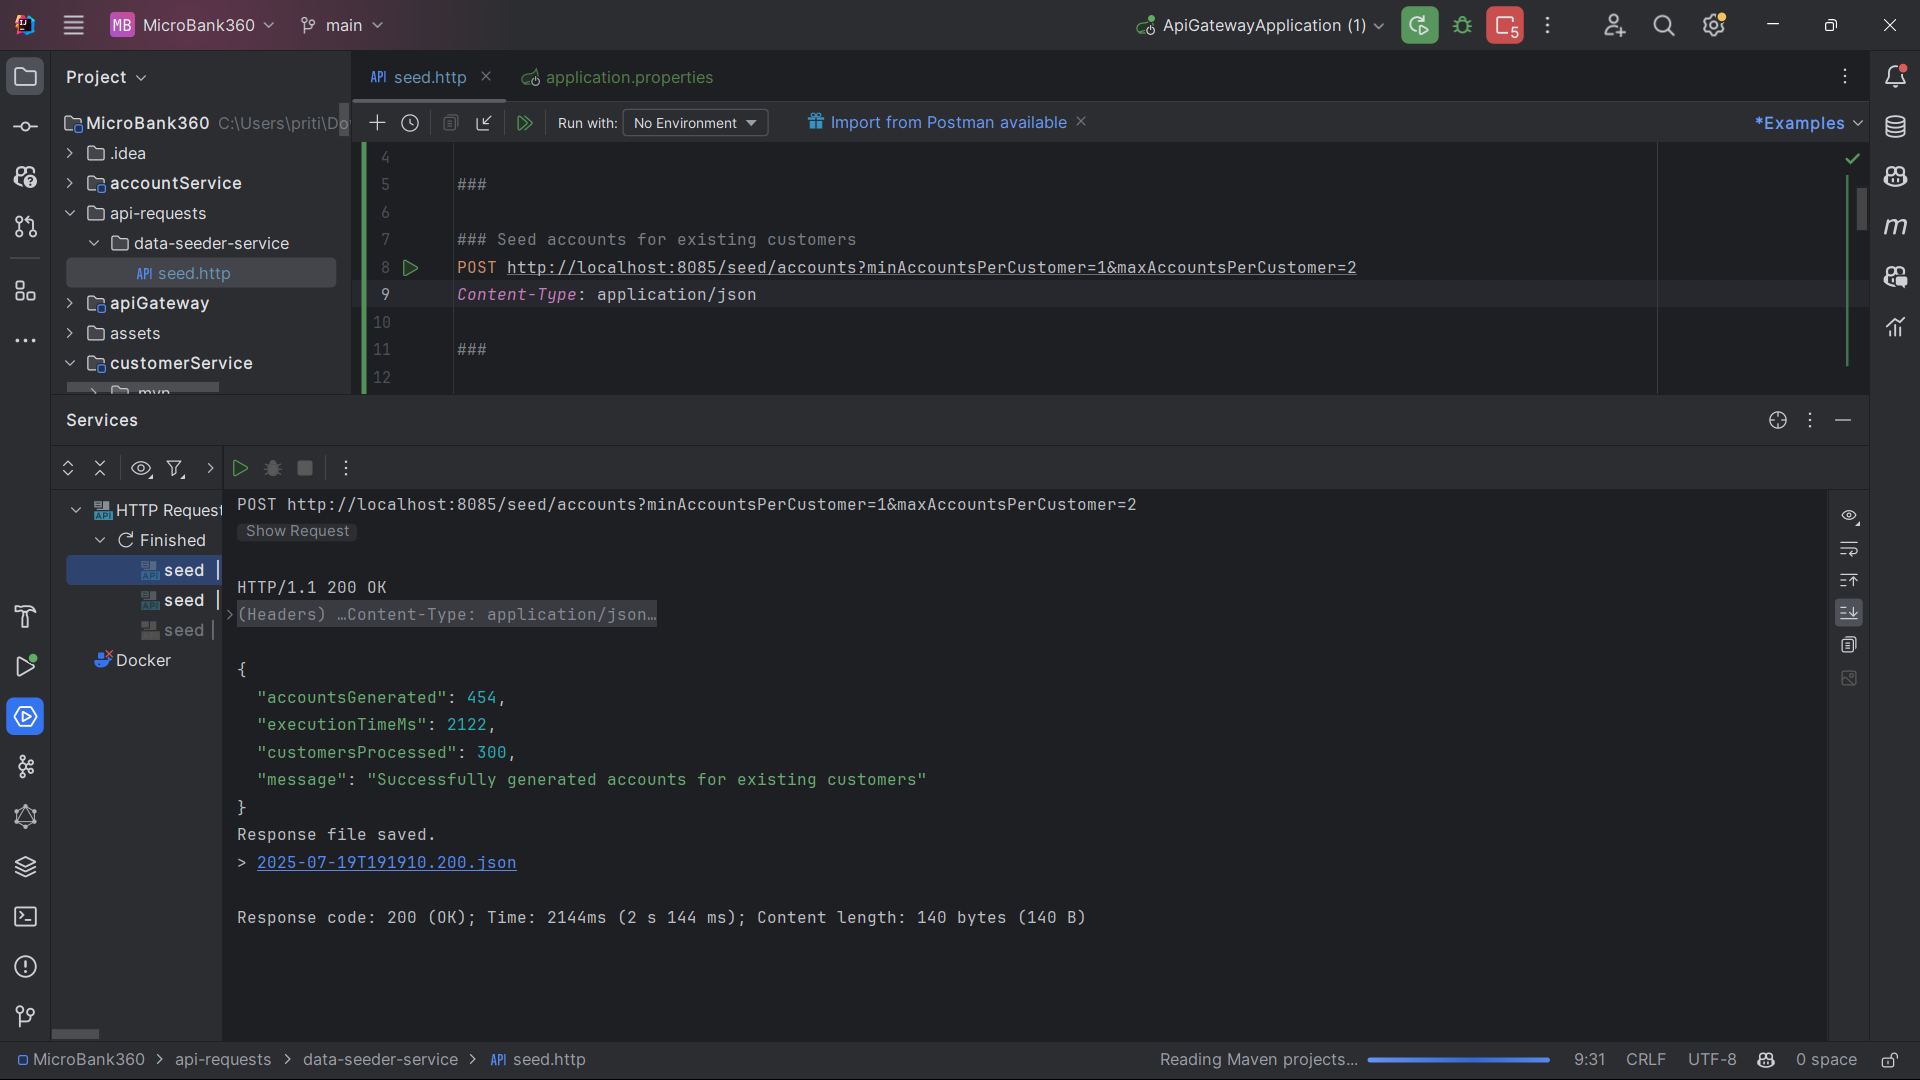 MB MicroBank360 main ApiGatewayApplication (1) 5
Project
seed.http
application.properties
MicroBank360 C:\Users\priti\Do
Run with: No Environment
Import from Postman available
*Examples
.idea
accountService
api-requests
data-seeder-service
API seed.http
apiGateway
assets
customerService
.mvn
4
5 ###
6
7 ### Seed accounts for existing customers
8 POST http://localhost:8085/seed/accounts?minAccountsPerCustomer=1&maxAccountsPerCustomer=2
9 Content-Type: application/json
10
11 ###
12
Services
HTTP Request
Finished
seed
seed
seed
Docker
POST http://localhost:8085/seed/accounts?minAccountsPerCustomer=1&maxAccountsPerCustomer=2
Show Request
HTTP/1.1 200 OK
(Headers) …Content-Type: application/json…
{
"accountsGenerated": 454,
"executionTimeMs": 2122,
"customersProcessed": 300,
"message": "Successfully generated accounts for existing customers"
}
Response file saved.
> 2025-07-19T191910.200.json
Response code: 200 (OK); Time: 2144ms (2 s 144 ms); Content length: 140 bytes (140 B)
MicroBank360 > api-requests > data-seeder-service > API seed.http
Reading Maven projects... 9:31 CRLF UTF-8 0 space